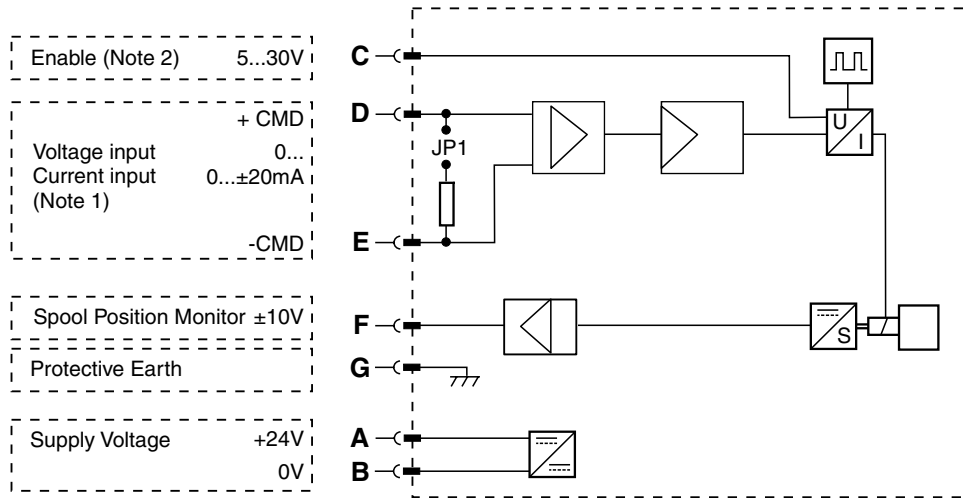 Enable (Note 2) 5...30V C
+ CMD D
Voltage input 0...
Current input 0...±20mA
(Note 1)
-CMD E
JP1
U
I
Spool Position Monitor ±10V F
S
Protective Earth G
Supply Voltage +24V A
0V B